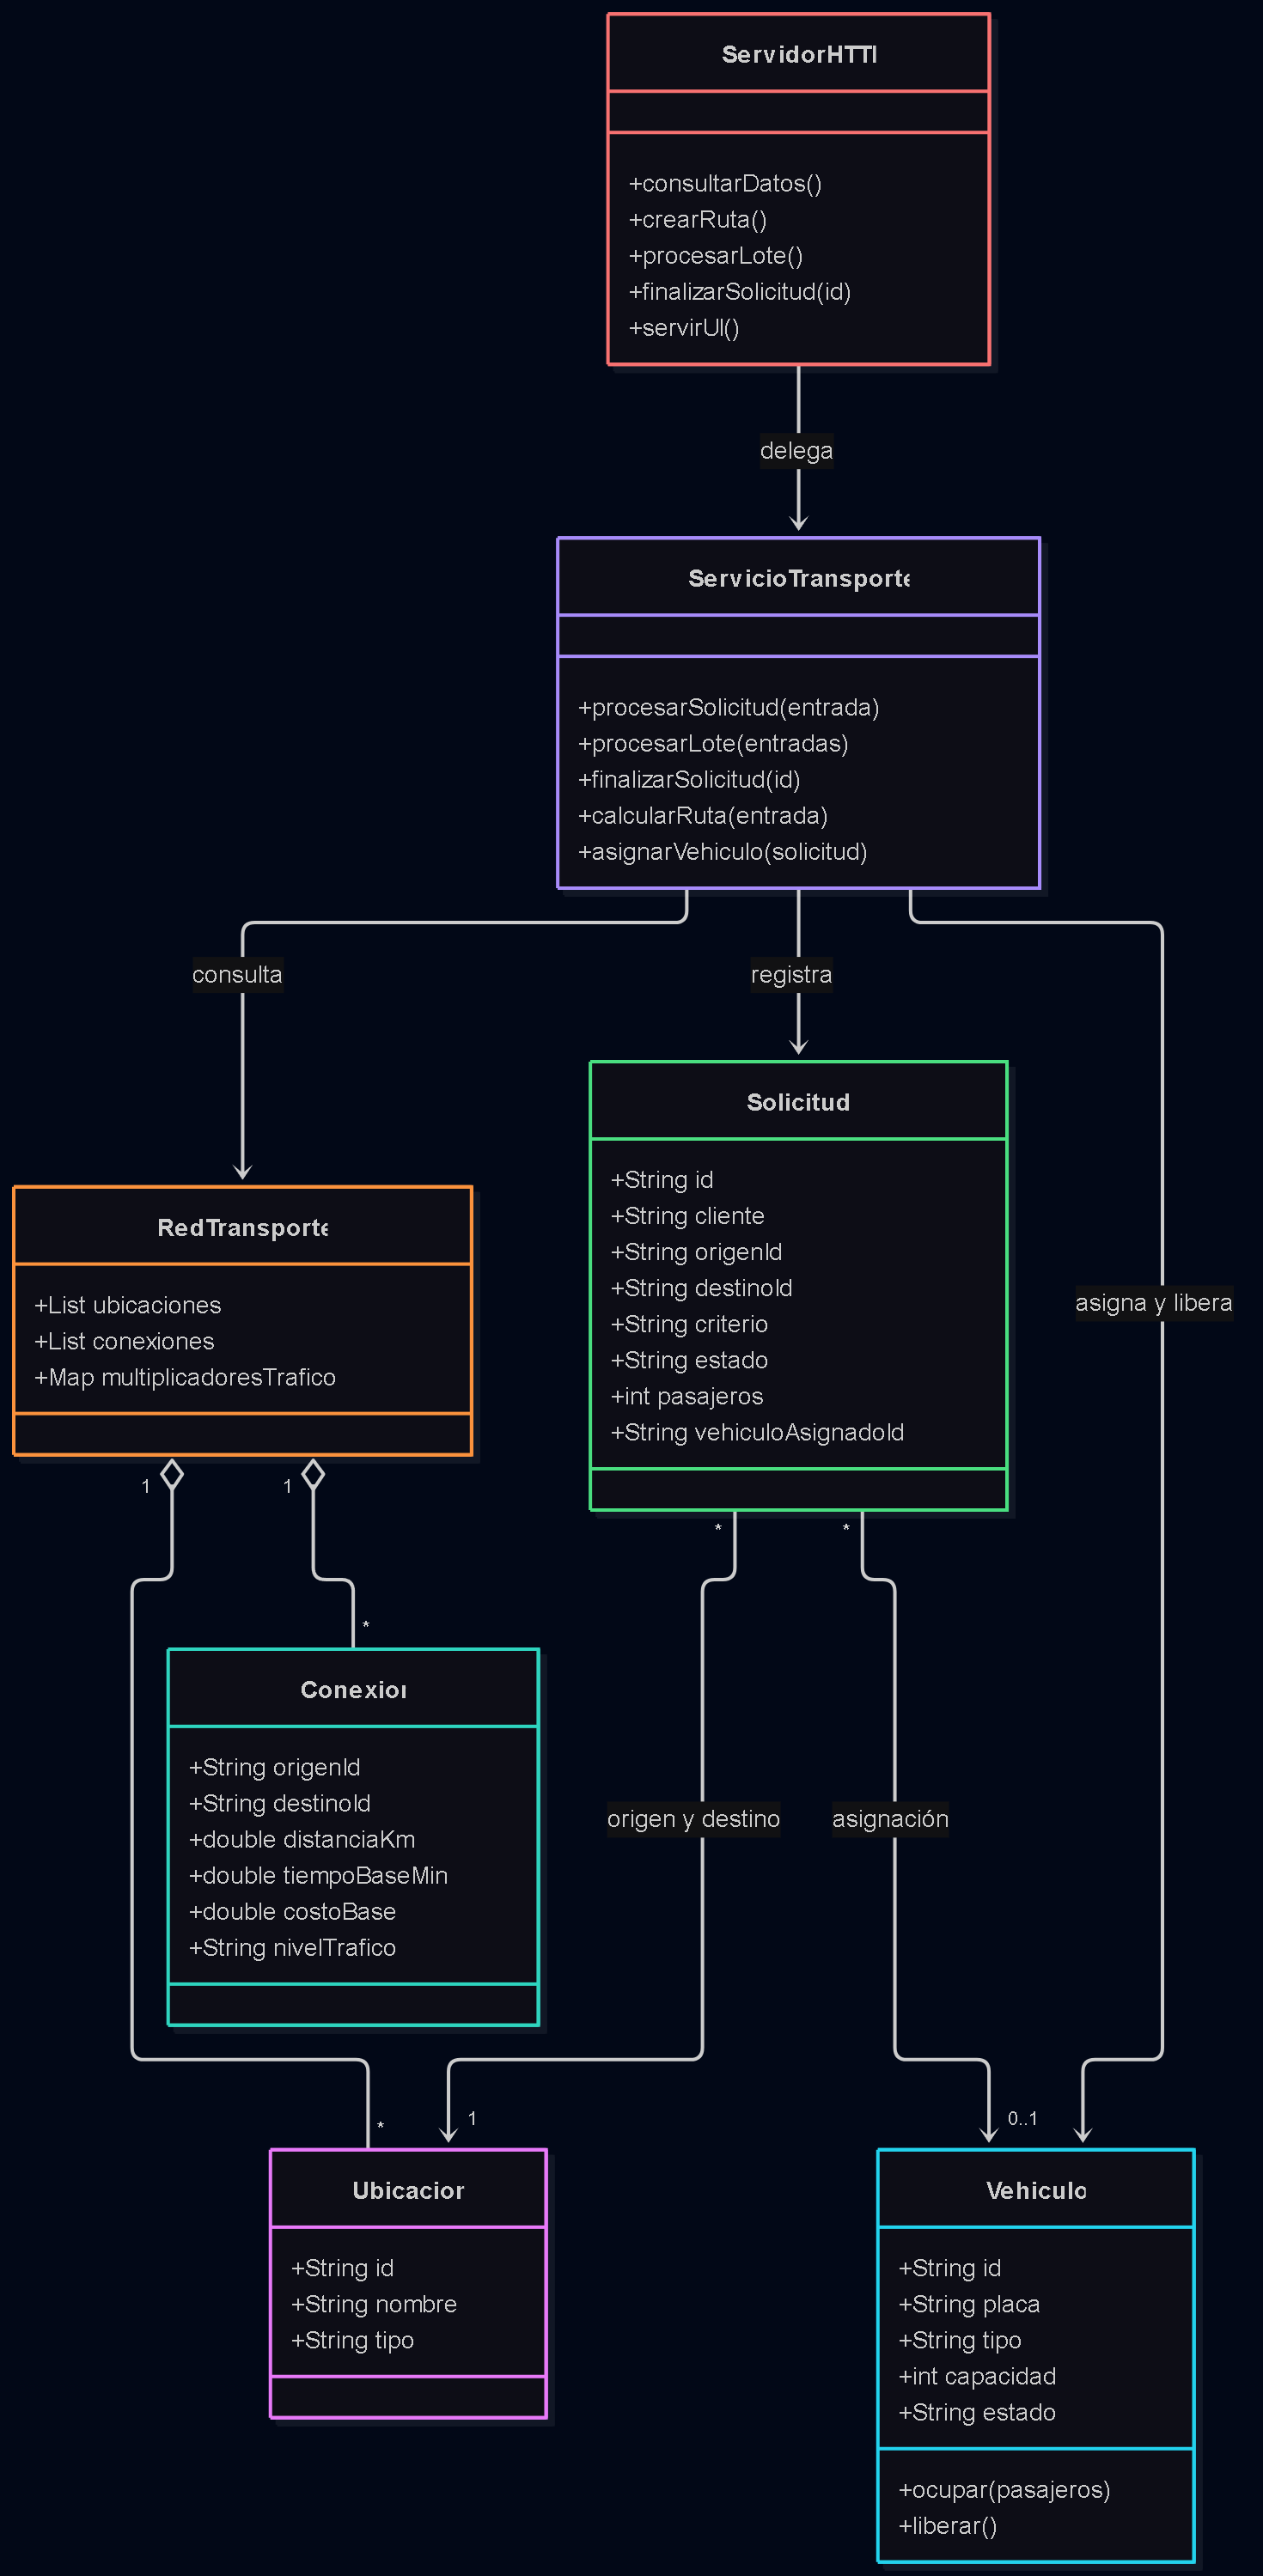 ServidorHTTI
+consultarDatos()
+crearRuta()
+procesarLote()
+finalizarSolicitud(id)
+servirUI()
delega
ServicioTransporte
+procesarSolicitud(entrada)
+procesarLote(entradas)
+finalizarSolicitud(id)
+calcularRuta(entrada)
+asignarVehiculo(solicitud)
consulta
registra
asigna y libera
RedTransporte
+List ubicaciones
+List conexiones
+Map multiplicadoresTrafico
1
1
Solicitud
+String id
+String cliente
+String origenId
+String destinoId
+String criterio
+String estado
+int pasajeros
+String vehiculoAsignadoId
*
*
*
Conexior
+String origenId
+String destinoId
+double distanciaKm
+double tiempoBaseMin
+double costoBase
+String nivelTrafico
origen y destino
asignación
*
1
0..1
Ubicacior
+String id
+String nombre
+String tipo
Vehiculo
+String id
+String placa
+String tipo
+int capacidad
+String estado
+ocupar(pasajeros)
+liberar()